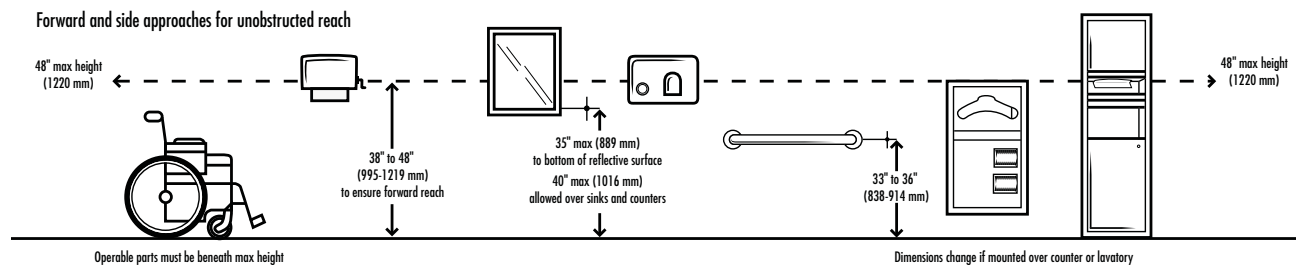 Forward and side approaches for unobstructed reach
48" max height
(1220 mm)
48" max height
(1220 mm)
38" to 48"
(995-1219 mm)
to ensure forward reach
35" max (889 mm)
to bottom of reflective surface
40" max (1016 mm)
allowed over sinks and counters
33" to 36"
(838-914 mm)
Operable parts must be beneath max height
Dimensions change if mounted over counter or lavatory